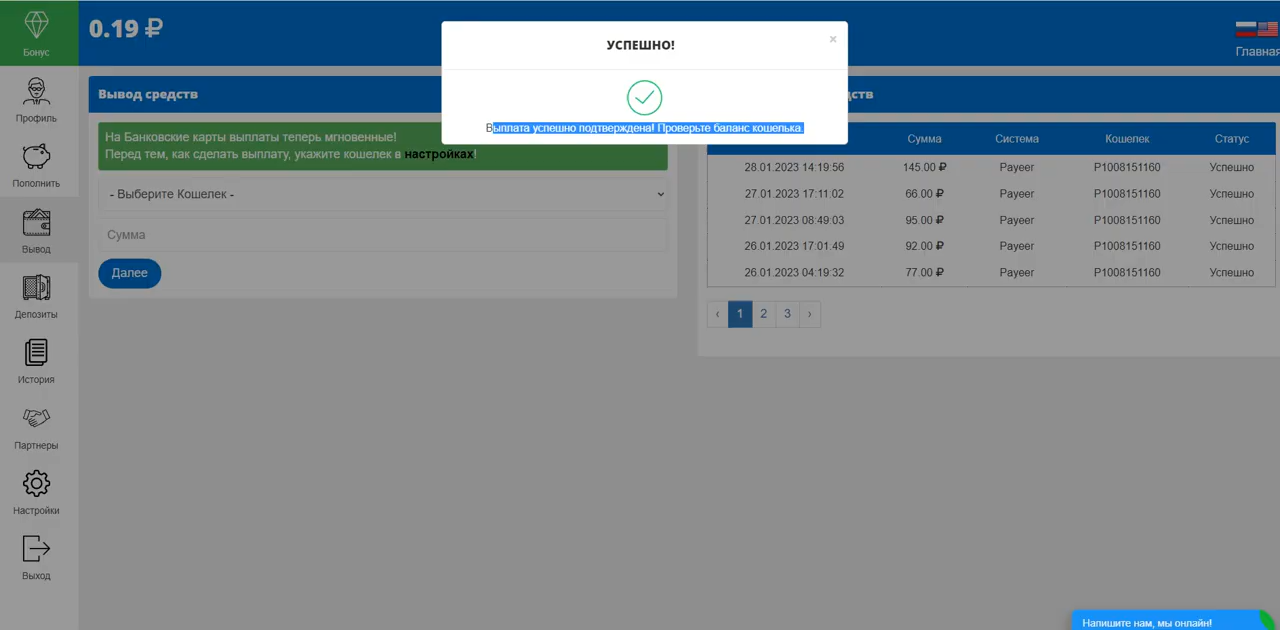 Бонус
0.19 ₽
УСПЕШНО!
×
Выплата успешно подтверждена! Проверьте баланс кошелька.
Главная
Профиль
Пополнить
Вывод
Депозиты
История
Партнеры
Настройки
Выход
Вывод средств
На Банковские карты выплаты теперь мгновенные!
Перед тем, как сделать выплату, укажите кошелек в настройках!
- Выберите Кошелек -
Сумма
Далее
дств
Сумма Система Кошелек Статус
28.01.2023 14:19:56 145.00 ₽ Payeer P1008151160 Успешно
27.01.2023 17:11:02 66.00 ₽ Payeer P1008151160 Успешно
27.01.2023 08:49:03 95.00 ₽ Payeer P1008151160 Успешно
26.01.2023 17:01:49 92.00 ₽ Payeer P1008151160 Успешно
26.01.2023 04:19:32 77.00 ₽ Payeer P1008151160 Успешно
‹ 1 2 3 ›
Напишите нам, мы онлайн!